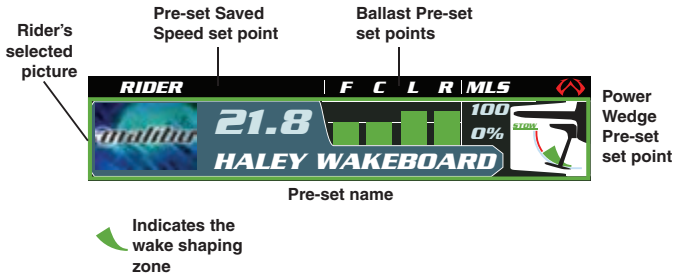 Pre-set Saved
Speed set point
Ballast Pre-set
set points
Rider's
selected
picture
RIDER F C L R MLS
malibu
21.8
100
0%
STOW
HALEY WAKEBOARD
Power
Wedge
Pre-set
set point
Pre-set name
Indicates the
wake shaping
zone